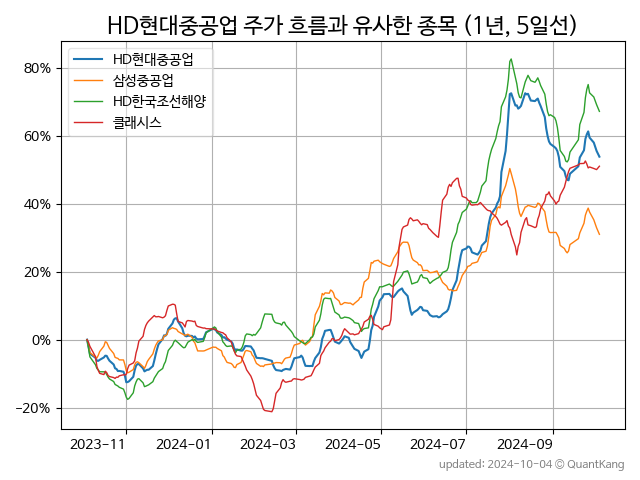 HD현대중공업 주가 흐름과 유사한 종목 (1년, 5일선)
HD현대중공업
삼성중공업
HD한국조선해양
클래시스
80%
60%
40%
20%
0%
−20%
2023−11
2024−01
2024−03
2024−05
2024−07
2024−09
updated: 2024-10-04 © QuantKang